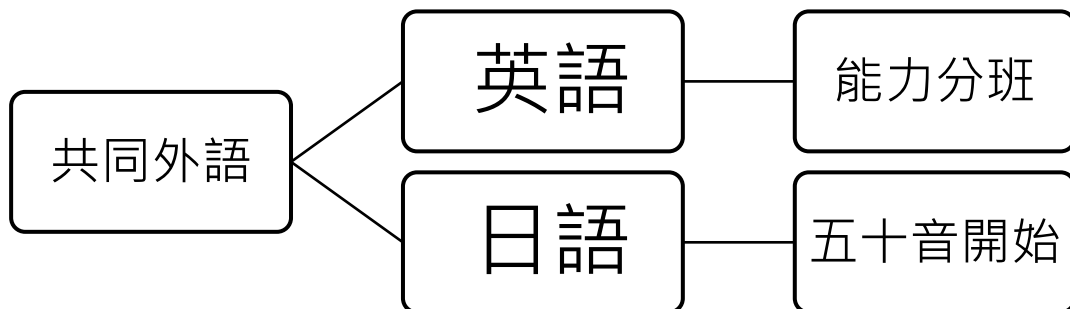 共同外語
英語
能力分班
日語
五十音開始